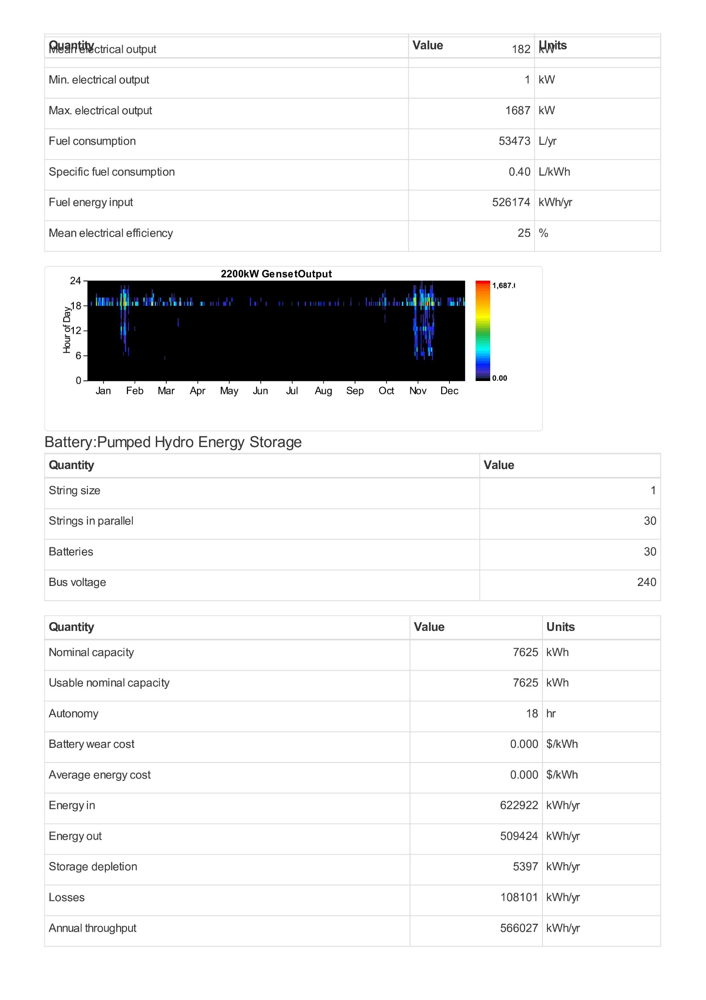 Quantity Value Units
Mean electrical output 182 kW
Min. electrical output 1 kW
Max. electrical output 1687 kW
Fuel consumption 53473 L/yr
Specific fuel consumption 0.40 L/kWh
Fuel energy input 526174 kWh/yr
Mean electrical efficiency 25 %
2200kW GensetOutput
24
18
12
6
0
Hour of Day
1,687.(
0.00
Jan Feb Mar Apr May Jun Jul Aug Sep Oct Nov Dec
Battery:Pumped Hydro Energy Storage
Quantity Value
String size 1
Strings in parallel 30
Batteries 30
Bus voltage 240
Quantity Value Units
Nominal capacity 7625 kWh
Usable nominal capacity 7625 kWh
Autonomy 18 hr
Battery wear cost 0.000 $/kWh
Average energy cost 0.000 $/kWh
Energy in 622922 kWh/yr
Energy out 509424 kWh/yr
Storage depletion 5397 kWh/yr
Losses 108101 kWh/yr
Annual throughput 566027 kWh/yr